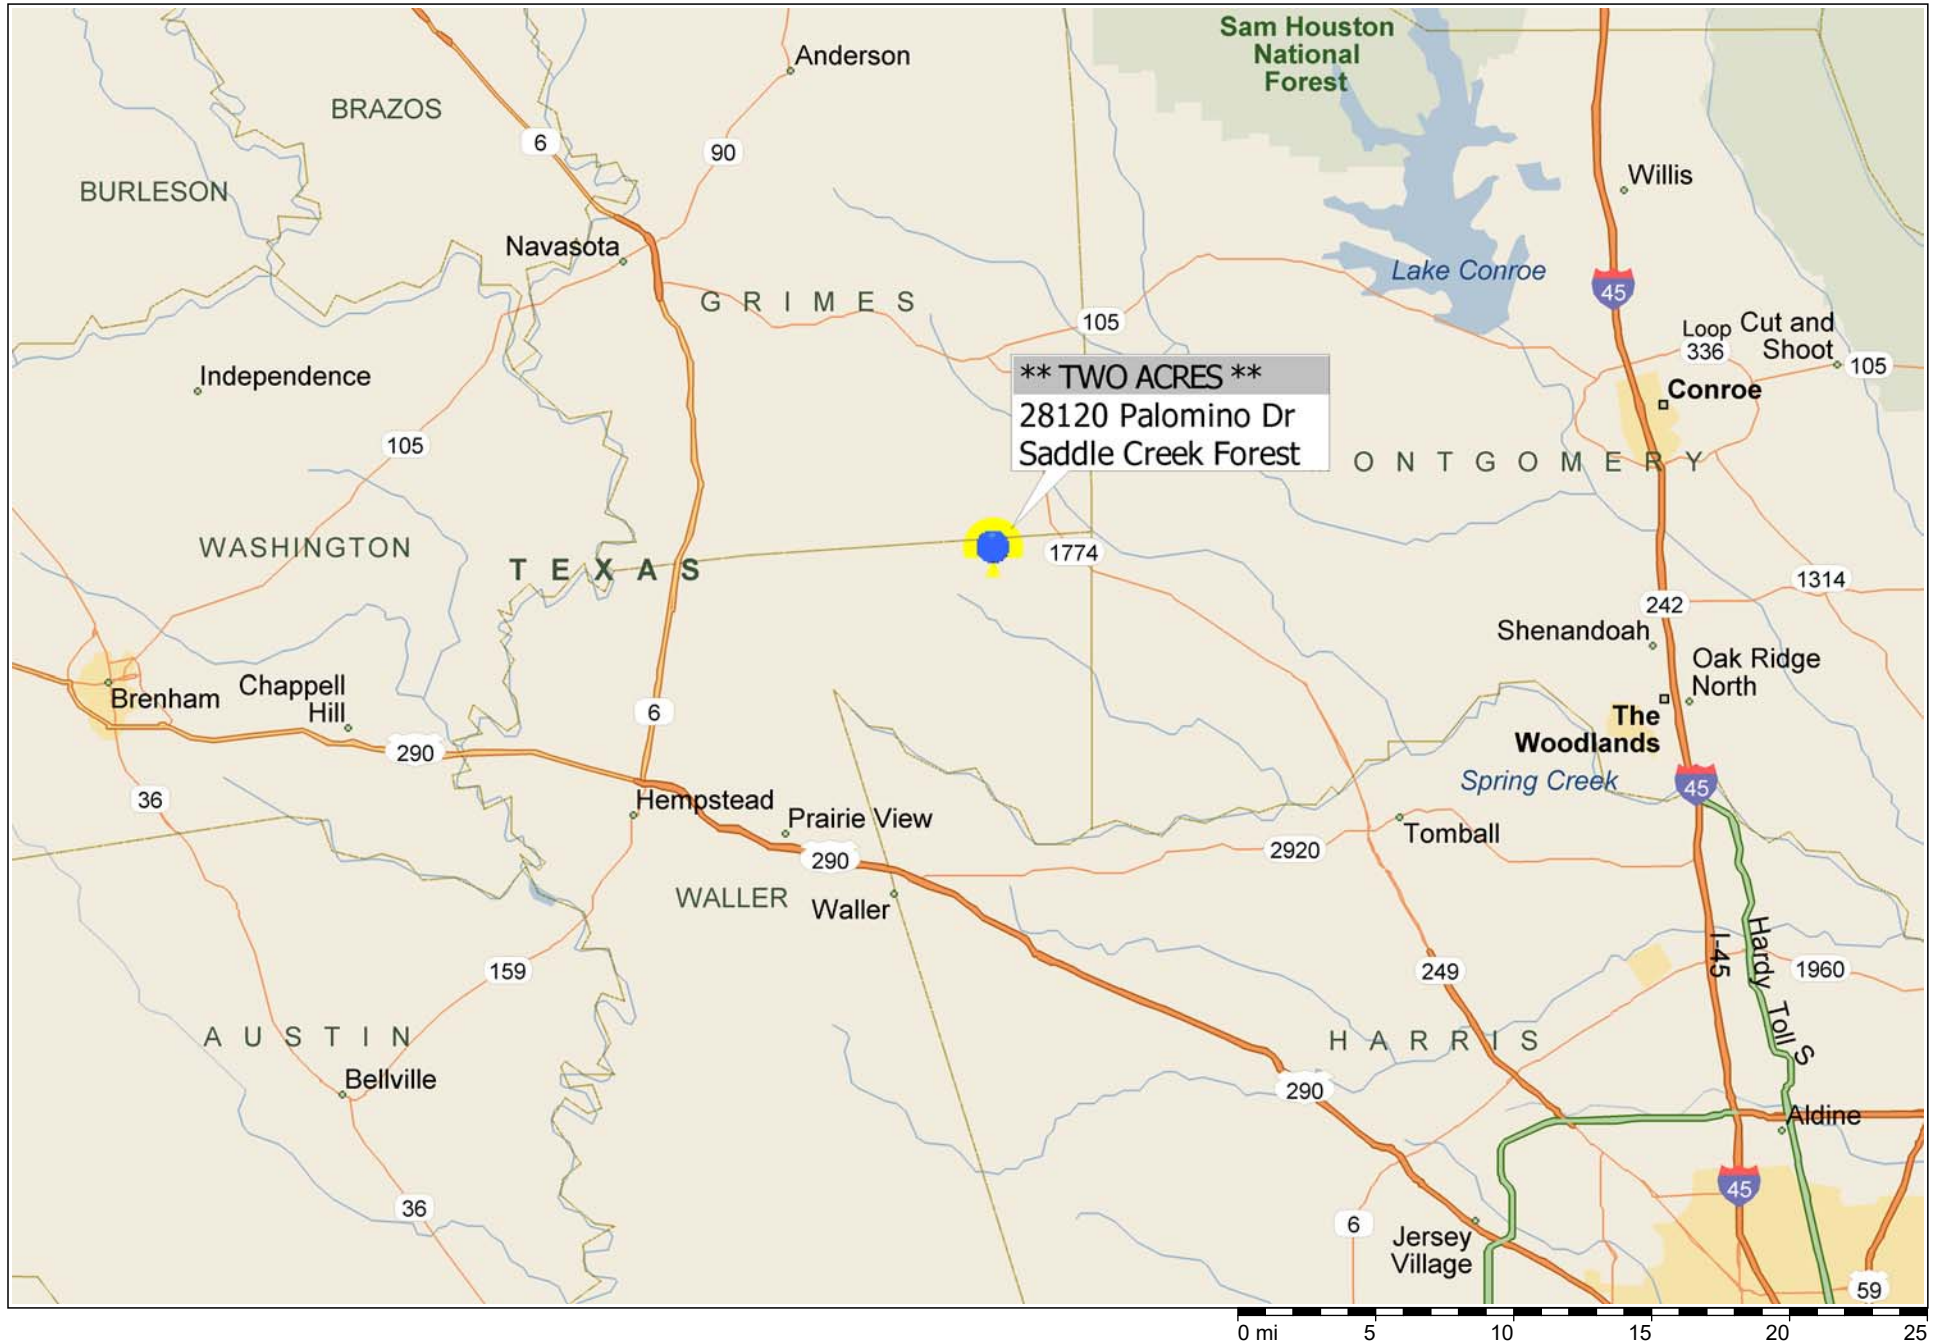 Sam Houston
National
Forest
Anderson
BRAZOS
6
90
BURLESON
Willis
Navasota
Lake Conroe
45
GRIMES
105
Loop
336
Cut and
Shoot
105
Independence
** TWO ACRES **
28120 Palomino Dr
Saddle Creek Forest
Conroe
105
ONTGOMERY
WASHINGTON
TEXAS
1774
1314
242
Shenandoah
Oak Ridge
North
Brenham
Chappell
Hill
6
The
Woodlands
290
Spring Creek
45
36
Hempstead
Prairie View
290
2920
Tomball
WALLER
Waller
159
249
I-45
Hardy Toll S
1960
AUSTIN
HARRIS
Bellville
290
Aldine
36
45
6
Jersey
Village
59
0 mi 5 10 15 20 25